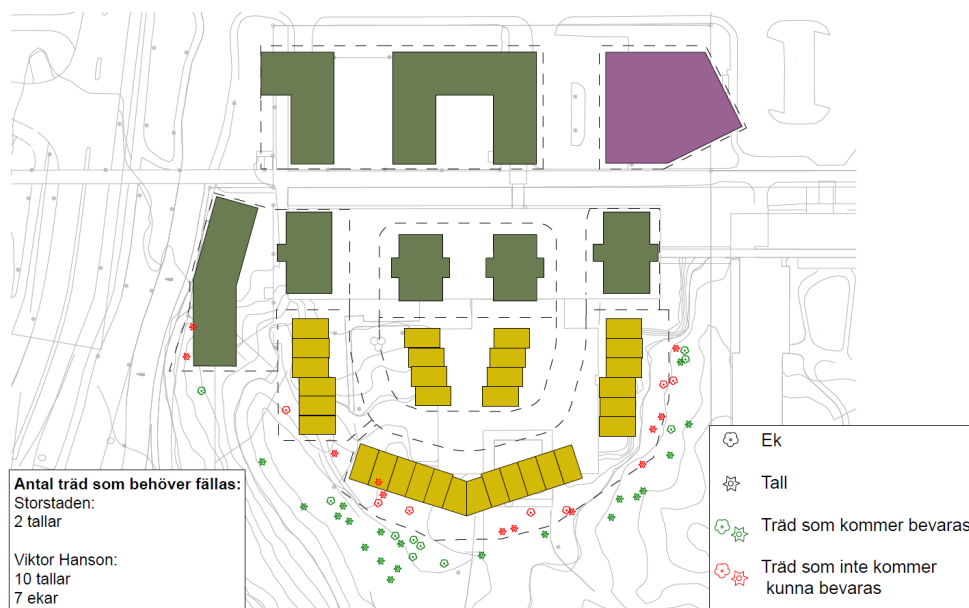 Antal träd som behöver fällas:
Storstaden:
2 tallar
Viktor Hanson:
10 tallar
7 ekar
Ek
Tall
Träd som kommer bevaras
Träd som inte kommer
kunna bevaras